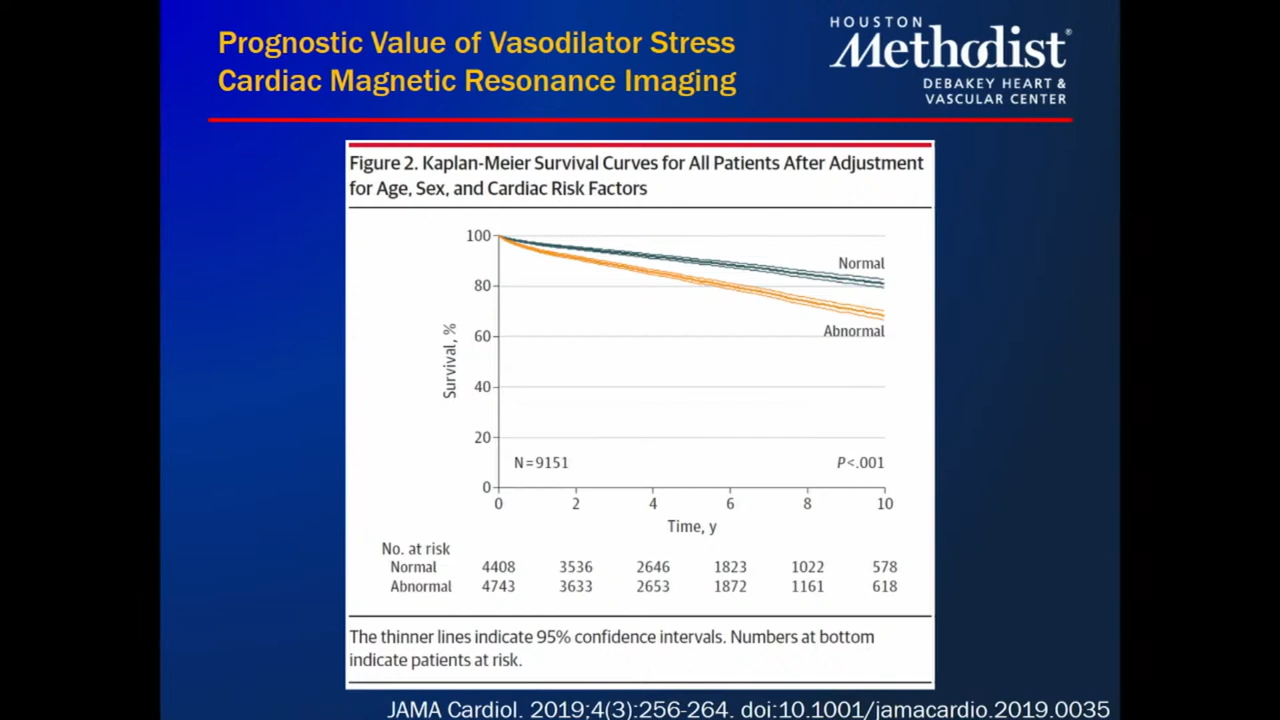 Prognostic Value of Vasodilator Stress
Cardiac Magnetic Resonance Imaging
HOUSTON
Methodist®
DEBAKEY HEART &
VASCULAR CENTER
Figure 2. Kaplan-Meier Survival Curves for All Patients After Adjustment
for Age, Sex, and Cardiac Risk Factors
100
80
60
40
20
0
Survival, %
Normal
Abnormal
N=9151
P<.001
0 2 4 6 8 10
Time, y
No. at risk
Normal 4408 3536 2646 1823 1022 578
Abnormal 4743 3633 2653 1872 1161 618
The thinner lines indicate 95% confidence intervals. Numbers at bottom
indicate patients at risk.
JAMA Cardiol. 2019;4(3):256-264. doi:10.1001/jamacardio.2019.0035